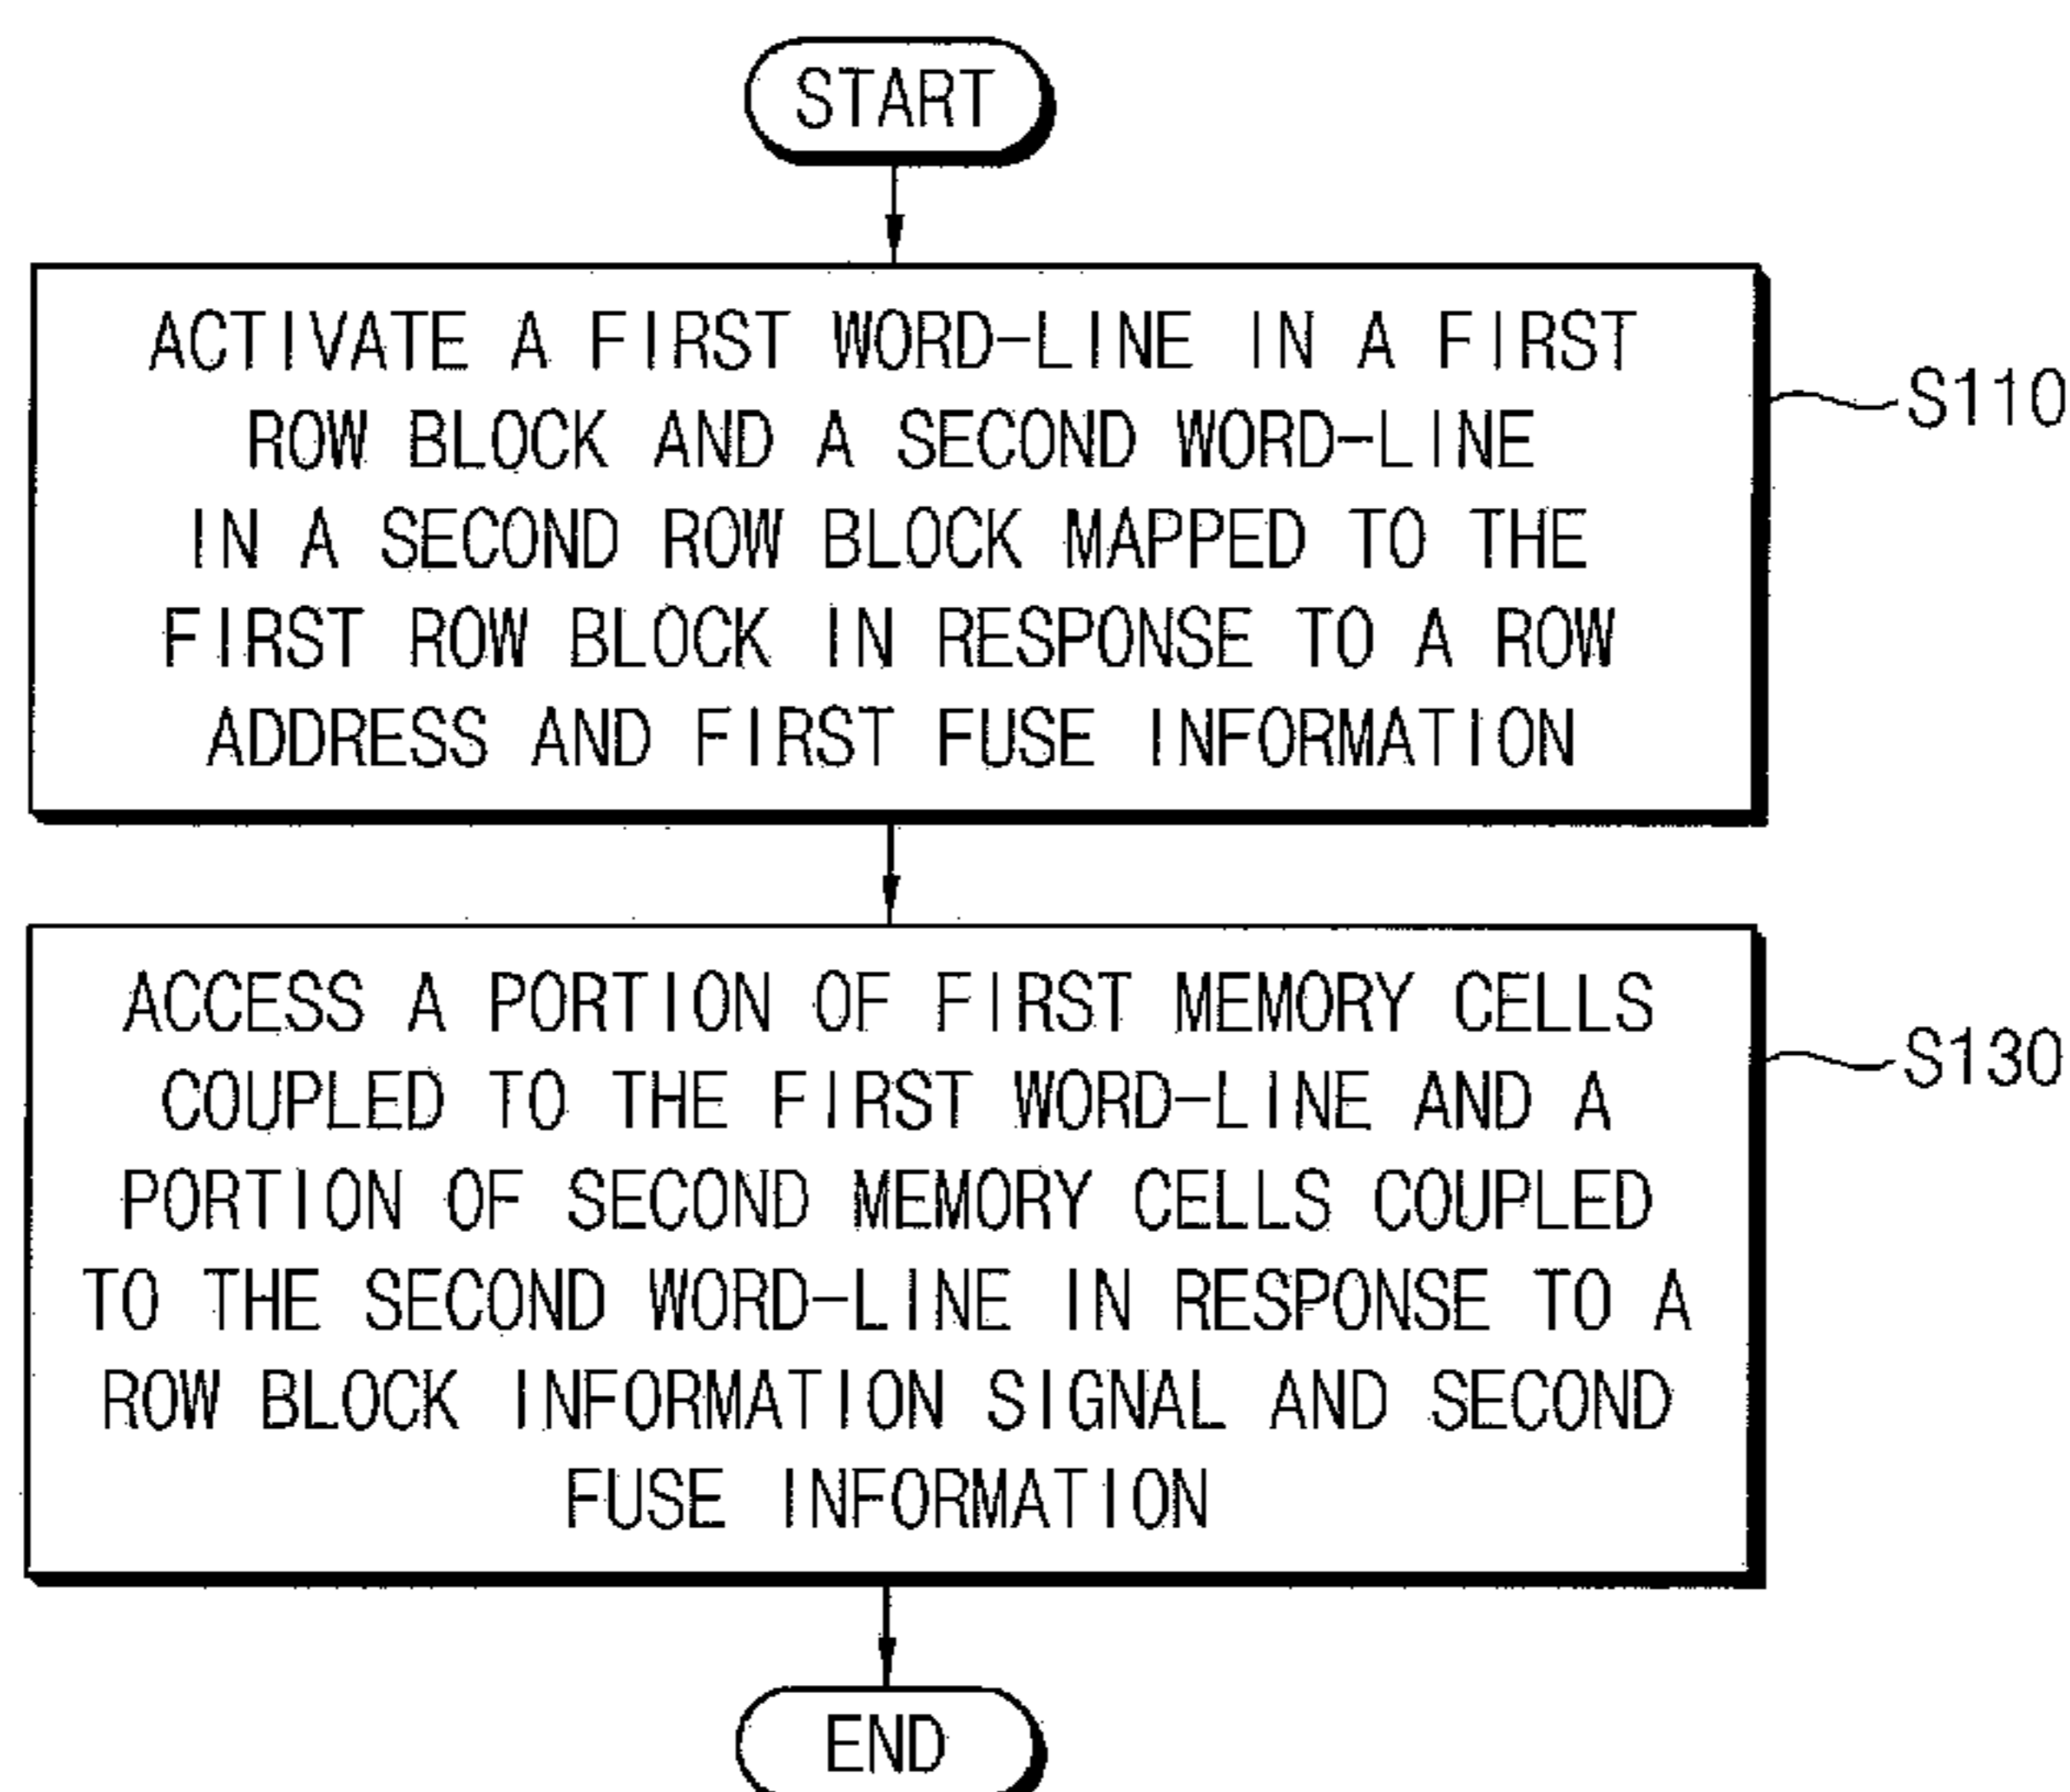 START
ACTIVATE A FIRST WORD-LINE IN A FIRST
ROW BLOCK AND A SECOND WORD-LINE
IN A SECOND ROW BLOCK MAPPED TO THE
FIRST ROW BLOCK IN RESPONSE TO A ROW
ADDRESS AND FIRST FUSE INFORMATION
S110
ACCESS A PORTION OF FIRST MEMORY CELLS
COUPLED TO THE FIRST WORD-LINE AND A
PORTION OF SECOND MEMORY CELLS COUPLED
TO THE SECOND WORD-LINE IN RESPONSE TO A
ROW BLOCK INFORMATION SIGNAL AND SECOND
FUSE INFORMATION
S130
END